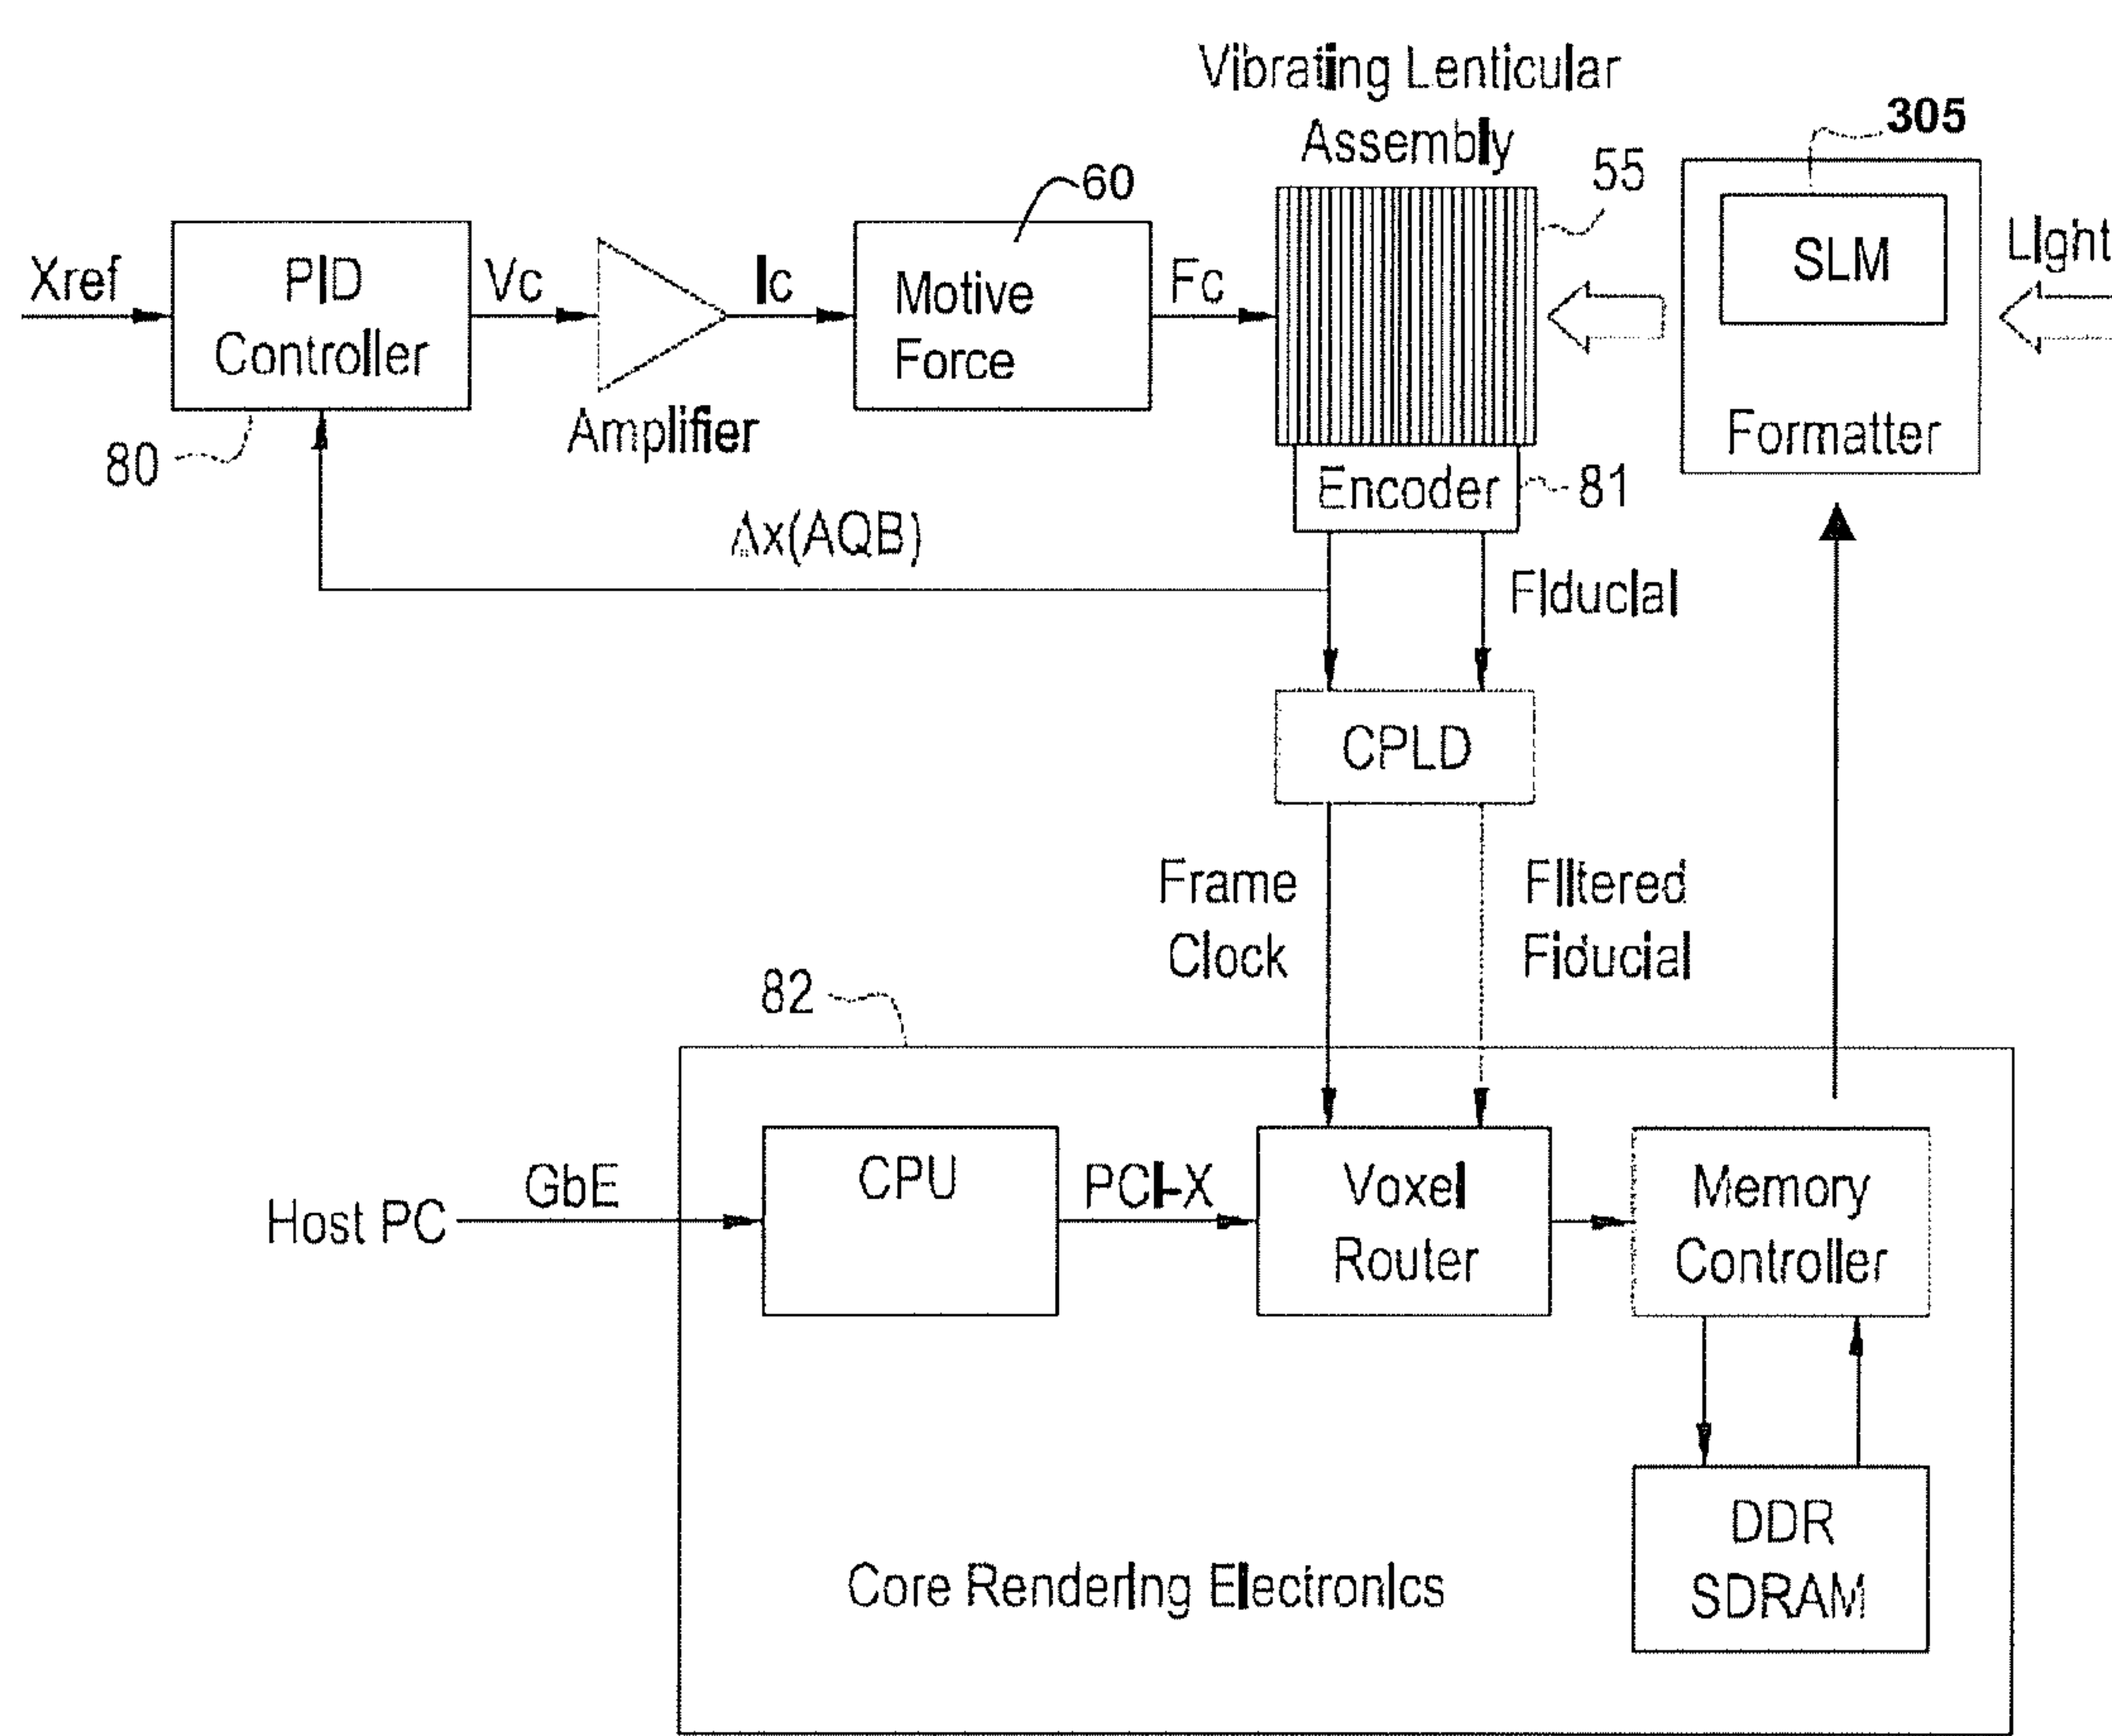 Vibrating Lenticular
Assembly
305
55
60
Xref
PID
Controller
Vc
Ic
Motive
Force
Fc
SLM
Light
Formatter
80
Amplifier
Encoder
81
Δx(AQB)
Fiducial
CPLD
Frame
Clock
Filtered
Fiducial
82
Host PC
GbE
CPU
PCI-X
Voxel
Router
Memory
Controller
DDR
SDRAM
Core Rendering Electronics